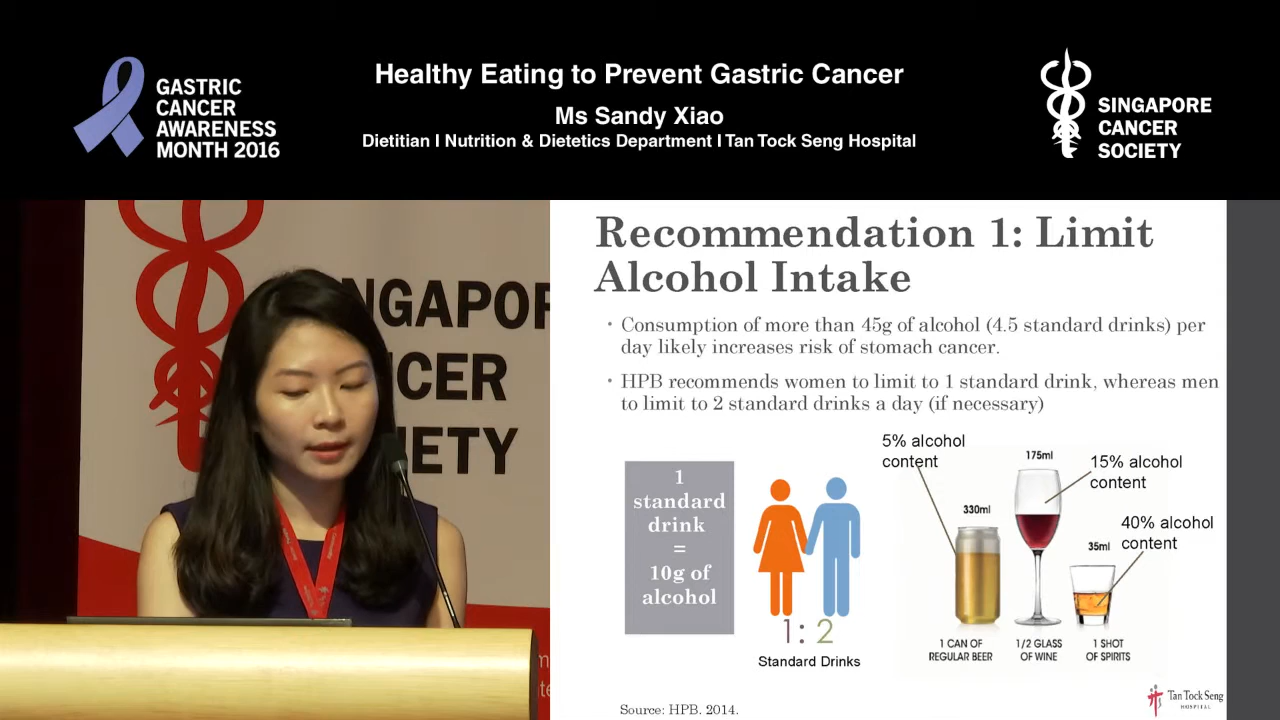 GASTRIC
CANCER
AWARENESS
MONTH 2016
Healthy Eating to Prevent Gastric Cancer
Ms Sandy Xiao
Dietitian I Nutrition & Dietetics Department I Tan Tock Seng Hospital
SINGAPORE
CANCER
SOCIETY
NGAPOR
CER
ETY
Recommendation 1: Limit
Alcohol Intake
• Consumption of more than 45g of alcohol (4.5 standard drinks) per
day likely increases risk of stomach cancer.
• HPB recommends women to limit to 1 standard drink, whereas men
to limit to 2 standard drinks a day (if necessary)
1
standard
drink
=
10g of
alcohol
1: 2
Standard Drinks
5% alcohol
content
330ml
175ml
15% alcohol
content
40% alcohol
content
35ml
1 CAN OF
REGULAR BEER
1/2 GLASS
OF WINE
1 SHOT
OF SPIRITS
Source: HPB. 2014.
Tan Tock Seng
HOSPITAL